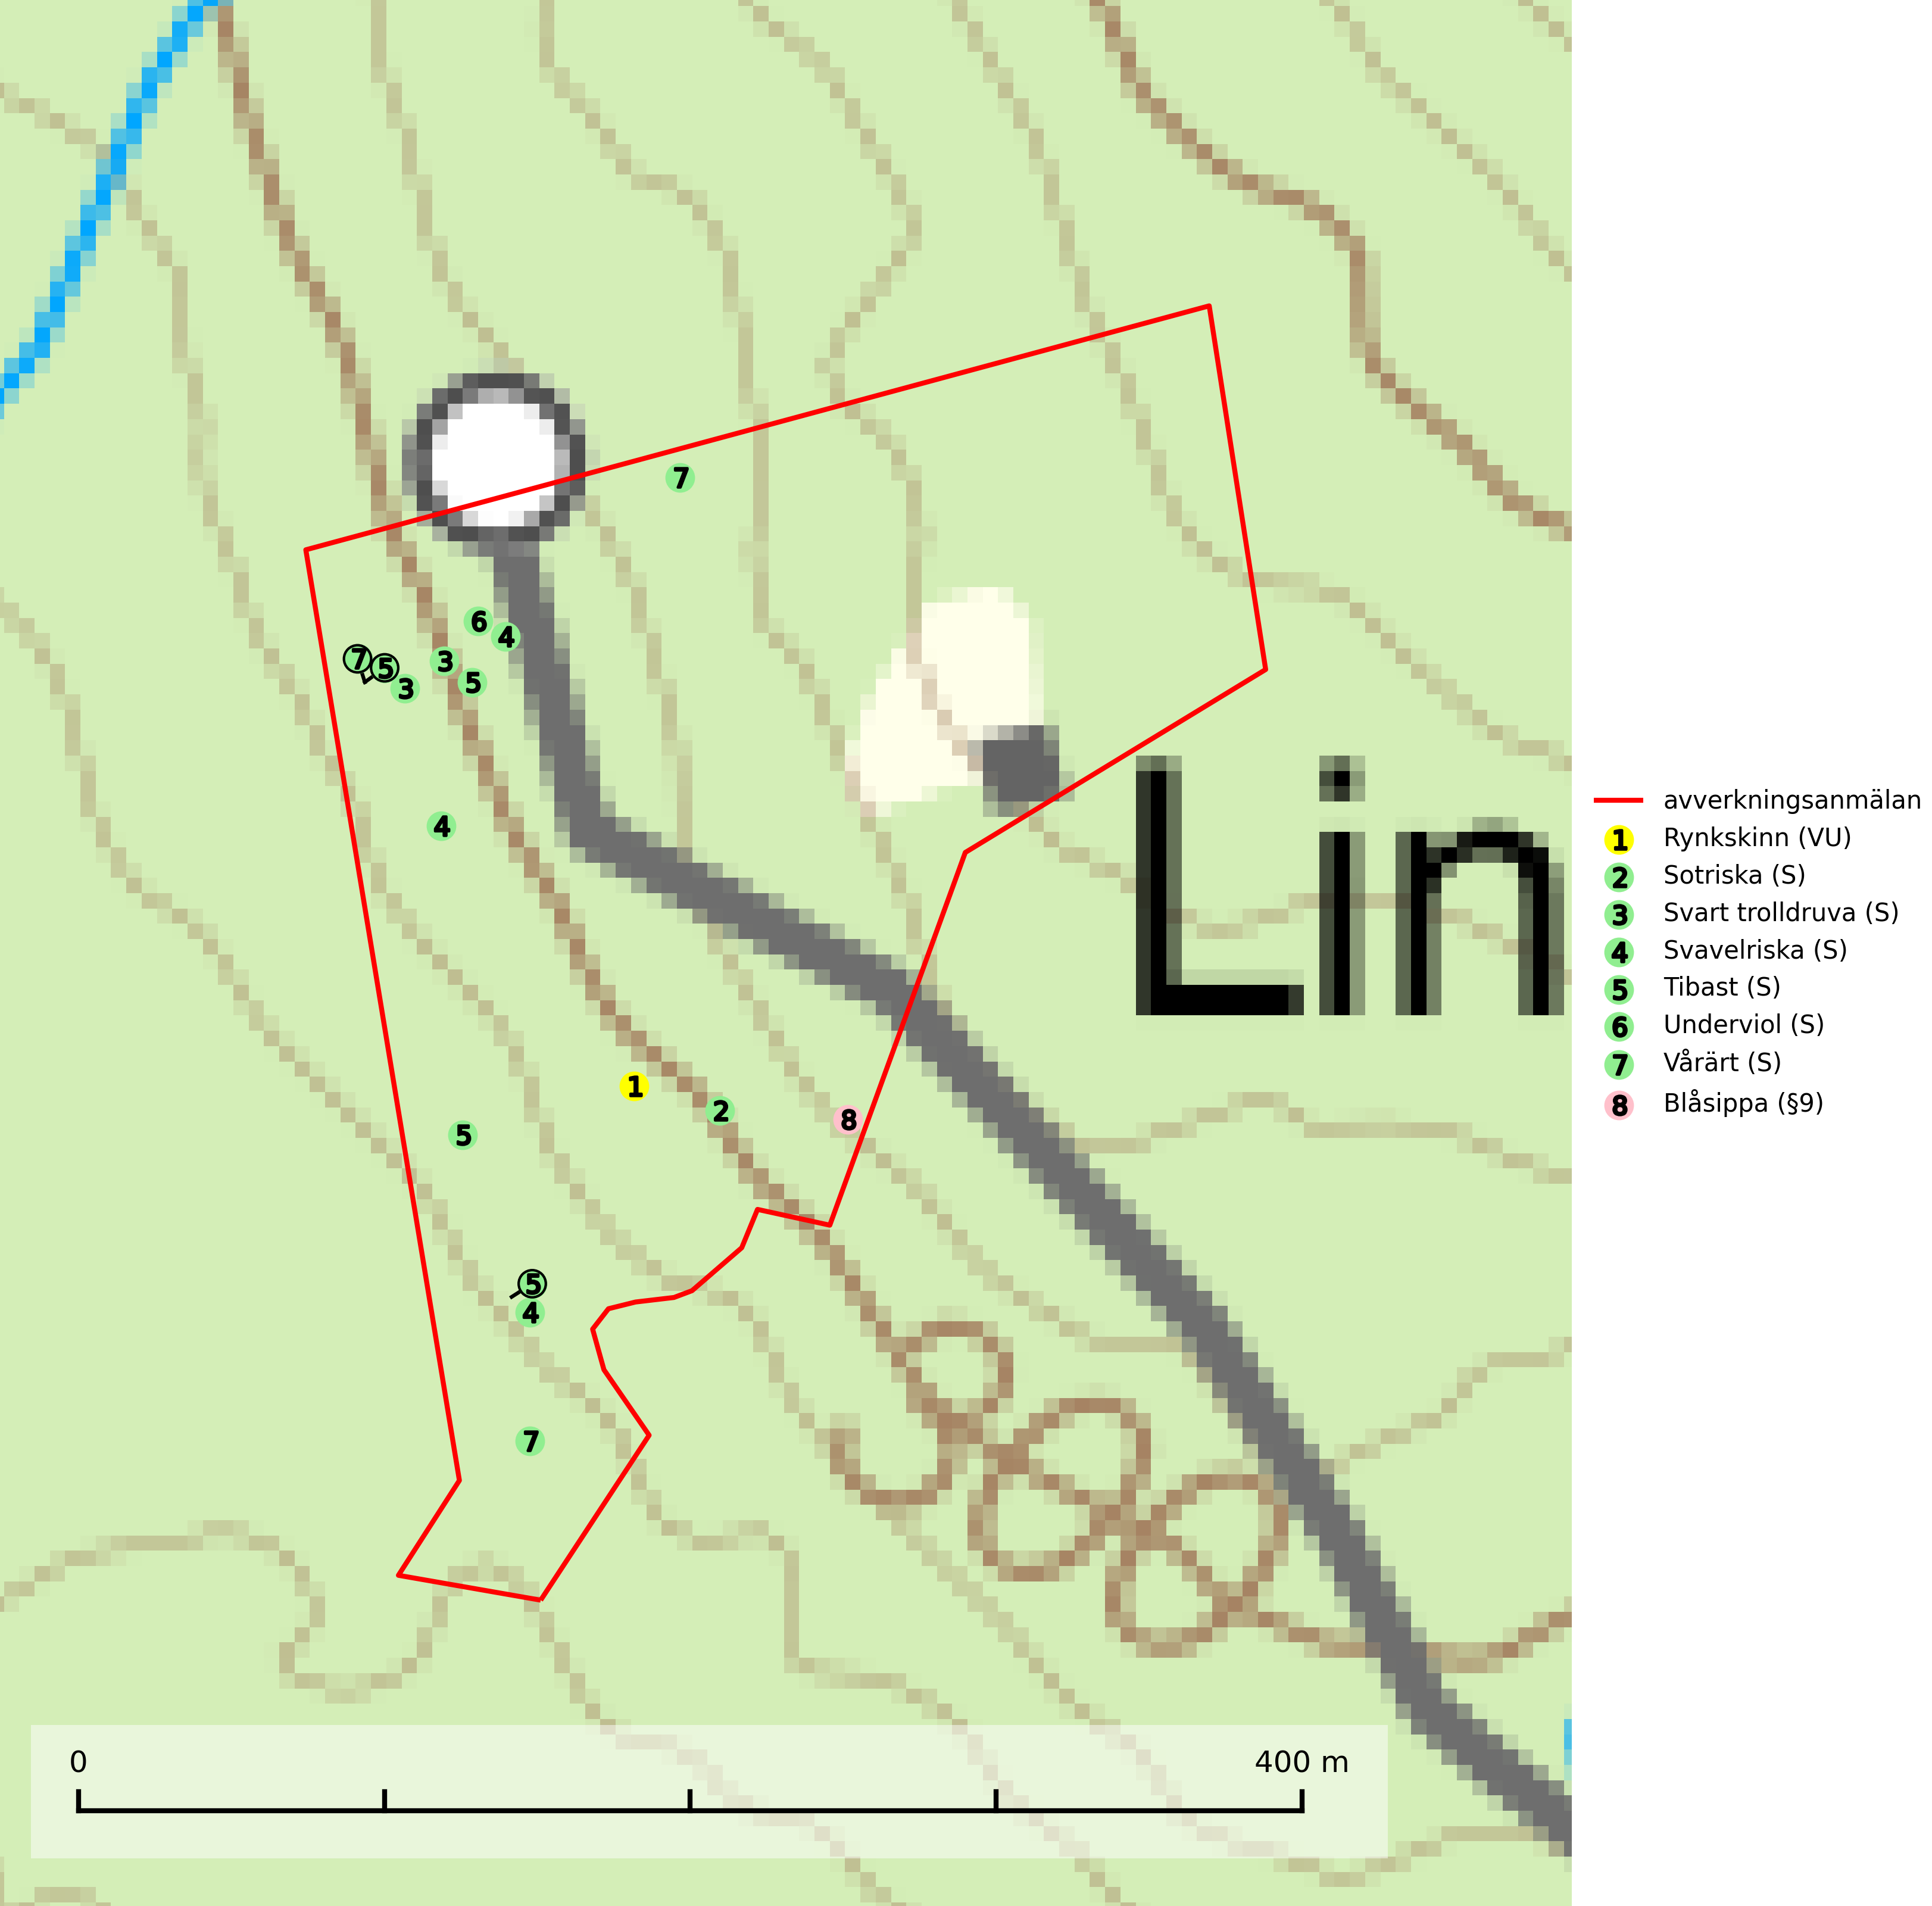 7
6
4
7
5
3
3
5
4
Lin
avverkningsanmälan
1 Rynkskinn (VU)
2 Sotriska (S)
3 Svart trolldruva (S)
4 Svavelriska (S)
5 Tibast (S)
6 Underviol (S)
7 Vårärt (S)
8 Blåsippa (§9)
1
2
8
5
5
4
7
0
400 m